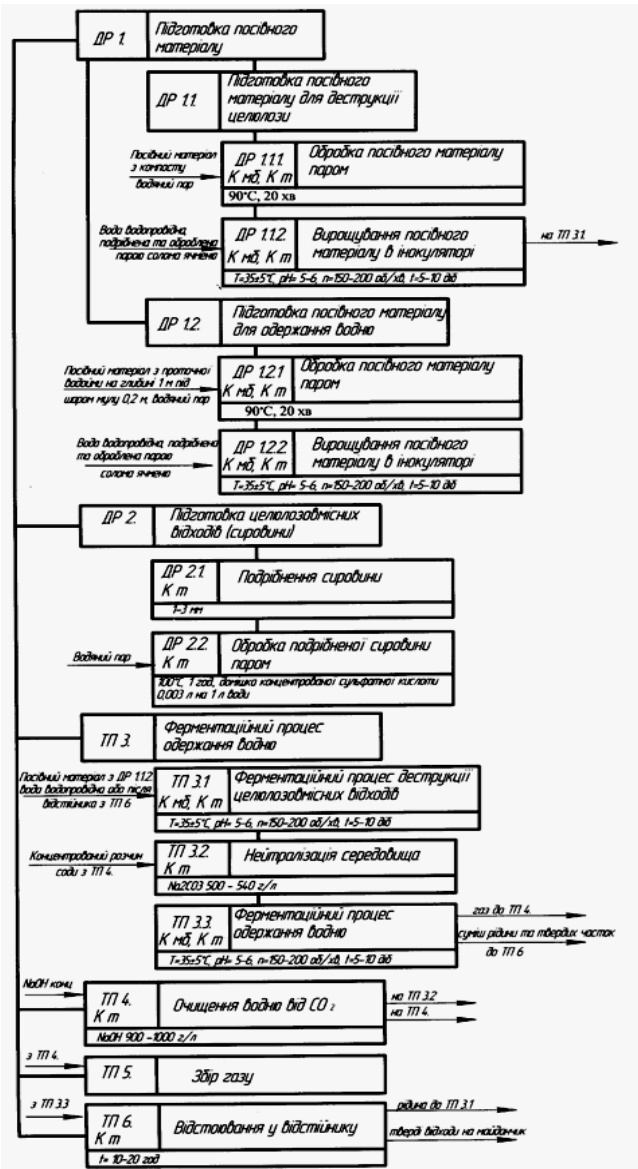 ДР 1.
Підготовка посівного
матеріалу
ДР 1.1.
Підготовка посівного
матеріалу для деструкції
целюлози
Посівний матеріал
з компосту
водяний пар
ДР 1.1.1.
К мб, К т
Обробка посівного матеріалу
паром
90°С, 20 хв
Вода водопровідна,
подрібнена та оброблена
парою солома ячменю
ДР 1.1.2.
К мб, К т
Вирощування посівного
матеріалу в інокуляторі
на ТП 3.1.
Т=35±5°С, рН= 5-6, n=150-200 об/хв, t=5-10 діб
ДР 1.2.
Підготовка посівного матеріалу
для одержання водню
Посівний матеріал з проточної
водойми на глибині 1 м під
шаром мулу 0,2 м, водяний пар
ДР 1.2.1
К мб, К т
Обробка посівного матеріалу
паром
90°С, 20 хв
Вода водопровідна, подрібнена
та оброблена парою
солома ячменю
ДР 1.2.2
К мб, К т
Вирощування посівного
матеріалу в інокуляторі
Т=35±5°С, рН= 5-6, n=150-200 об/хв, t=5-10 діб
ДР 2.
Підготовка целюлозовмісних
відходів (сировини)
ДР 2.1.
К т
Подрібнення сировини
1-3 мм
Водяний пар
ДР 2.2.
К т
Обробка подрібненої сировини
паром
100°С, 1 год, домішка концентрованої сульфатної кислоти
0,003 л на 1 л води
ТП 3.
Ферментаційний процес
одержання водню
Посівний матеріал з ДР 1.1.2
вода водопровідна або після
відстійника з ТП 6
ТП 3.1
К мб, К т
Ферментаційний процес деструкції
целюлозовмісних відходів
Т=35±5°С, рН= 5-6, n=150-200 об/хв, t=5-10 діб
Концентрований розчин
соди з ТП 4.
ТП 3.2.
К т
Нейтралізація середовища
Na2CO3 500 - 540 г/л
ТП 3.3.
К мб, К т
Ферментаційний процес
одержання водню
газ до ТП 4.
суміш рідини та твердих часток
до ТП 6
Т=35±5°С, рН= 5-6, n=150-200 об/хв, t=5-10 діб
NaOH конц
ТП 4.
К т
Очищення водню від СО 2
на ТП 3.2
на ТП 4.
NaOH 900 -1000 г/л
з ТП 4.
ТП 5.
Збір газу
з ТП 3.3
ТП 6.
К т
Відстоювання у відстійнику
рідина до ТП 3.1
тверді відходи на майданчик
t= 10-20 год